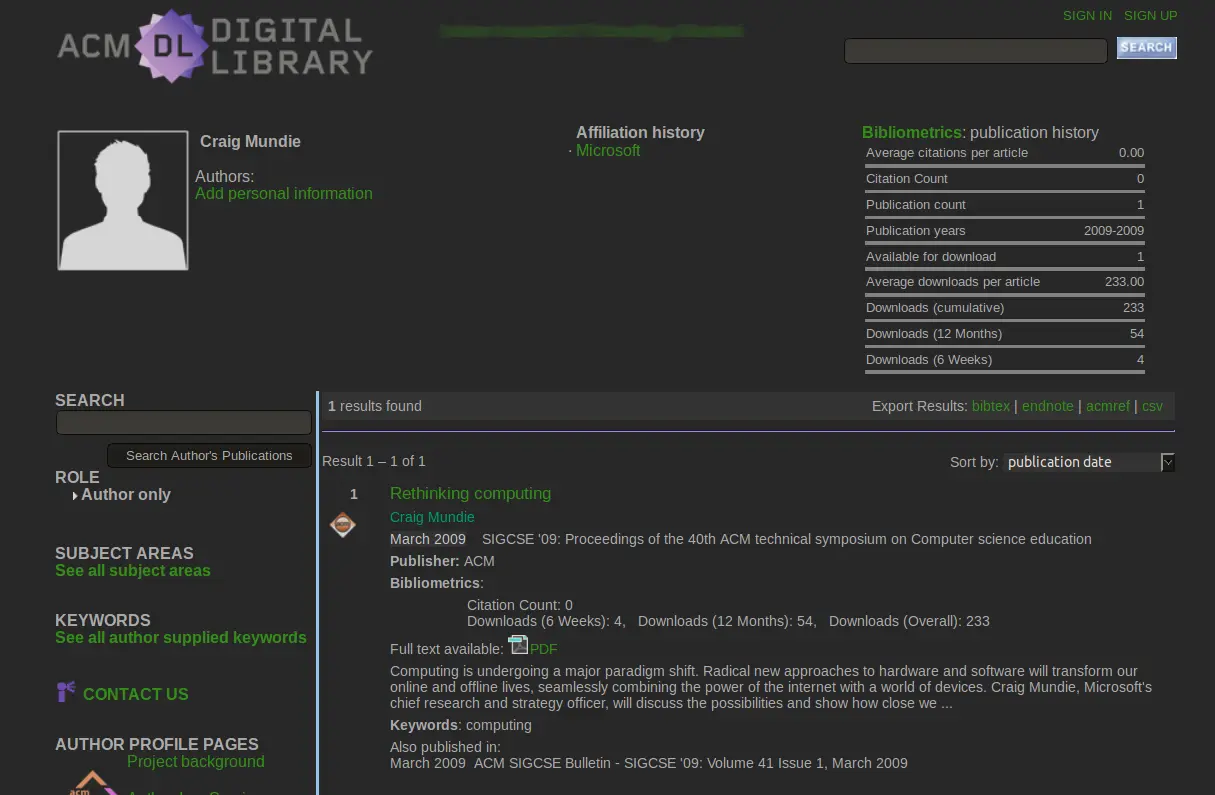 SIGN IN SIGN UP
ACM DL DIGITAL LIBRARY
SEARCH
Craig Mundie
Authors:
Add personal information
Affiliation history
· Microsoft
Bibliometrics: publication history
Average citations per article 0.00
Citation Count 0
Publication count 1
Publication years 2009-2009
Available for download 1
Average downloads per article 233.00
Downloads (cumulative) 233
Downloads (12 Months) 54
Downloads (6 Weeks) 4
SEARCH
Search Author's Publications
ROLE
Author only
SUBJECT AREAS
See all subject areas
KEYWORDS
See all author supplied keywords
CONTACT US
AUTHOR PROFILE PAGES
Project background
acm
1 results found
Export Results: bibtex | endnote | acmref | csv
Result 1 – 1 of 1
Sort by: publication date
1 Rethinking computing
Craig Mundie
March 2009 SIGCSE '09: Proceedings of the 40th ACM technical symposium on Computer science education
Publisher: ACM
Bibliometrics:
Citation Count: 0
Downloads (6 Weeks): 4, Downloads (12 Months): 54, Downloads (Overall): 233
Full text available: PDF
Computing is undergoing a major paradigm shift. Radical new approaches to hardware and software will transform our
online and offline lives, seamlessly combining the power of the internet with a world of devices. Craig Mundie, Microsoft's
chief research and strategy officer, will discuss the possibilities and show how close we ...
Keywords: computing
Also published in:
March 2009 ACM SIGCSE Bulletin - SIGCSE '09: Volume 41 Issue 1, March 2009